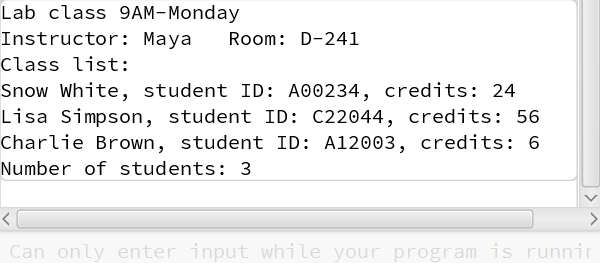 Lab class 9AM-Monday
Instructor: Maya   Room: D-241
Class list:
Snow White, student ID: A00234, credits: 24
Lisa Simpson, student ID: C22044, credits: 56
Charlie Brown, student ID: A12003, credits: 6
Number of students: 3
Can only enter input while your program is